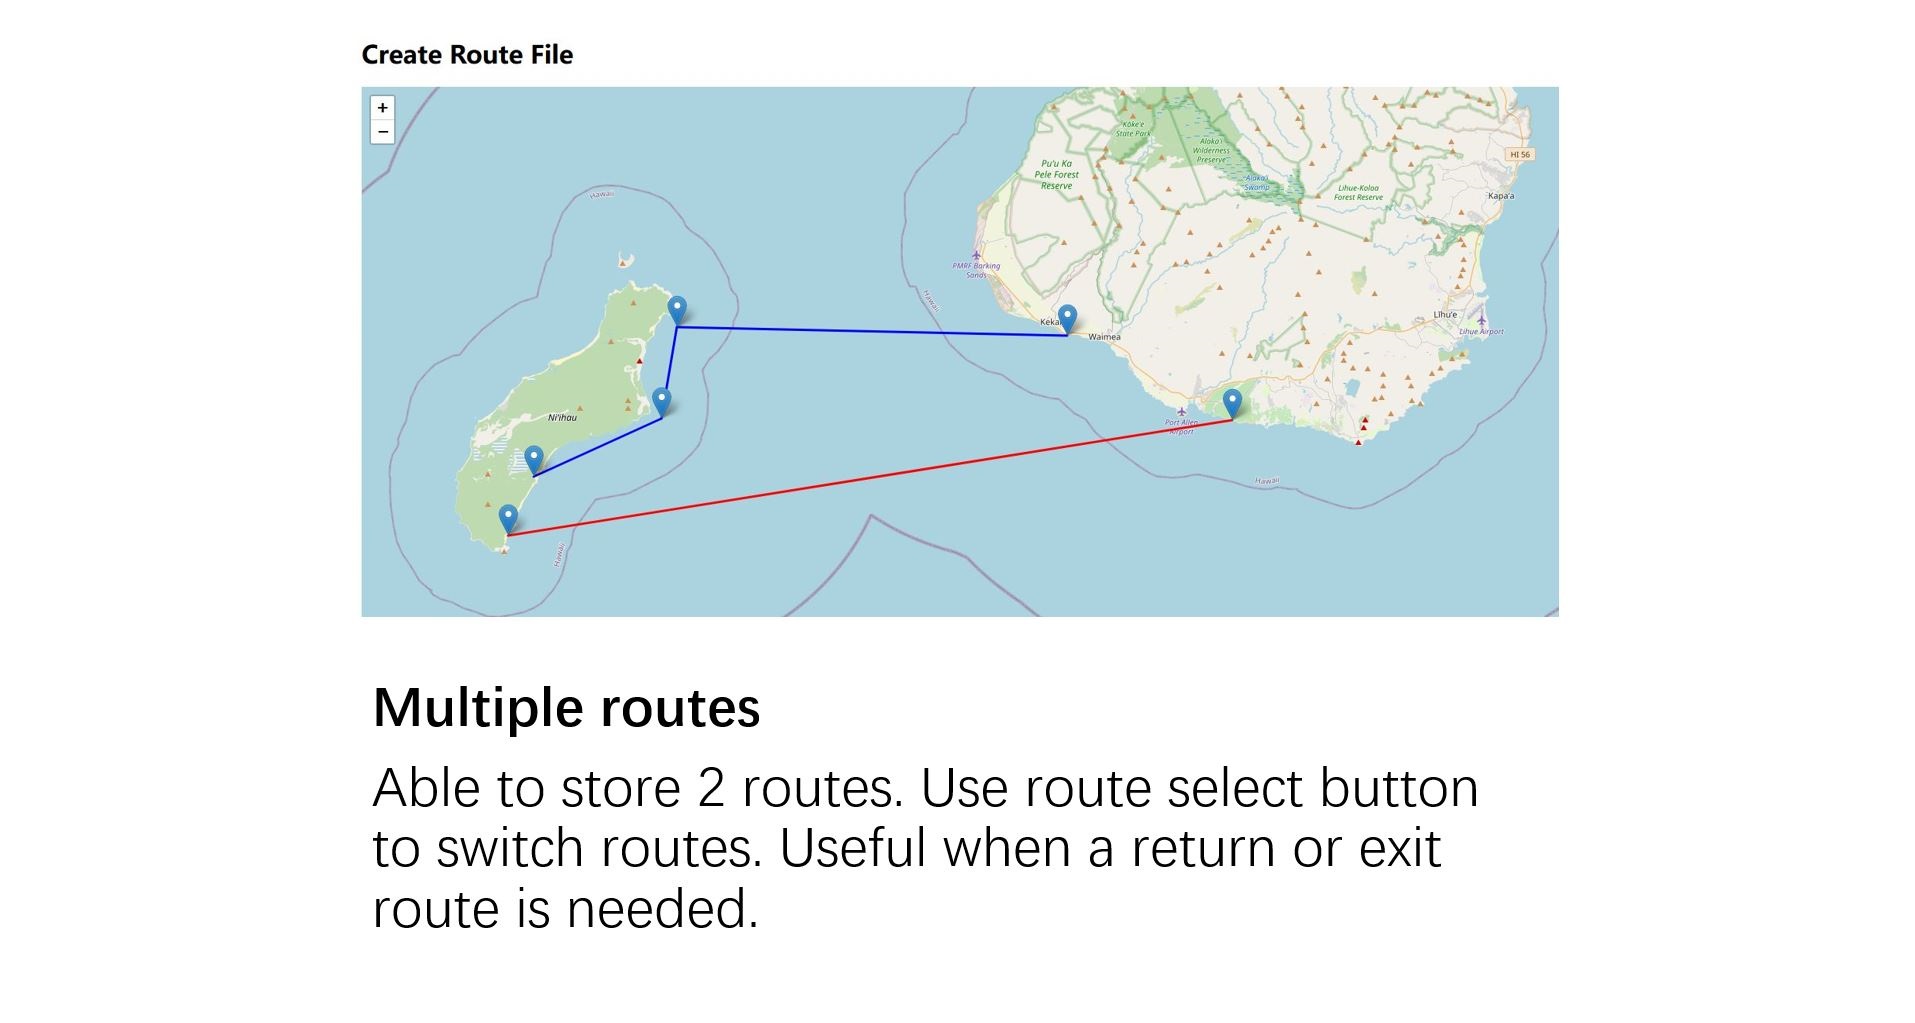 Create Route File
+
−
Hawaii
Kōke'e
State Park
Alaka'i
Wilderness
Preserve
HI 56
Pu'u Ka
Pele Forest
Reserve
Alaka'i
Swamp
Lihue-Koloa
Forest Reserve
Kapa'a
PMRF Barking
Sands
Hawaii
Keka
Waimea
Līhu'e
Lihue Airport
Ni'ihau
Port Allen
Airport
Hawaii
Hawaii
Multiple routes
Able to store 2 routes. Use route select button
to switch routes. Useful when a return or exit
route is needed.